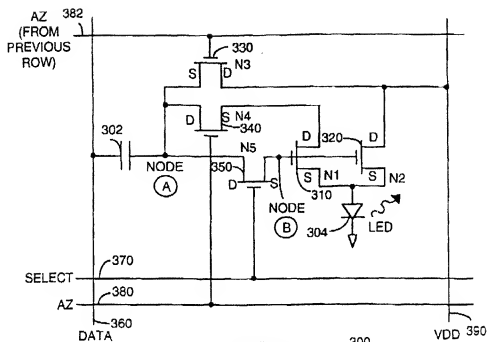 AZ
(FROM
PREVIOUS
ROW)
382
330
N3
S D
302
D S N4
340
320
D D
N5
350
NODE
A
D S
S N1 S N2
310
NODE
B
304
LED
370
SELECT
AZ
380
360
DATA
VDD
390